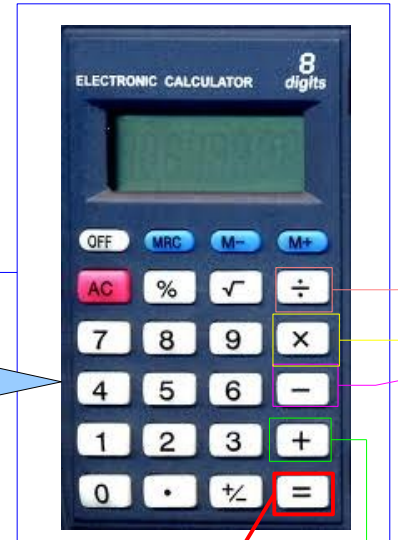 8
ELECTRONIC CALCULATOR digits
OFF MRC M− M+
AC % √ ÷
7 8 9 ×
4 5 6 −
1 2 3 +
0 · +/− =